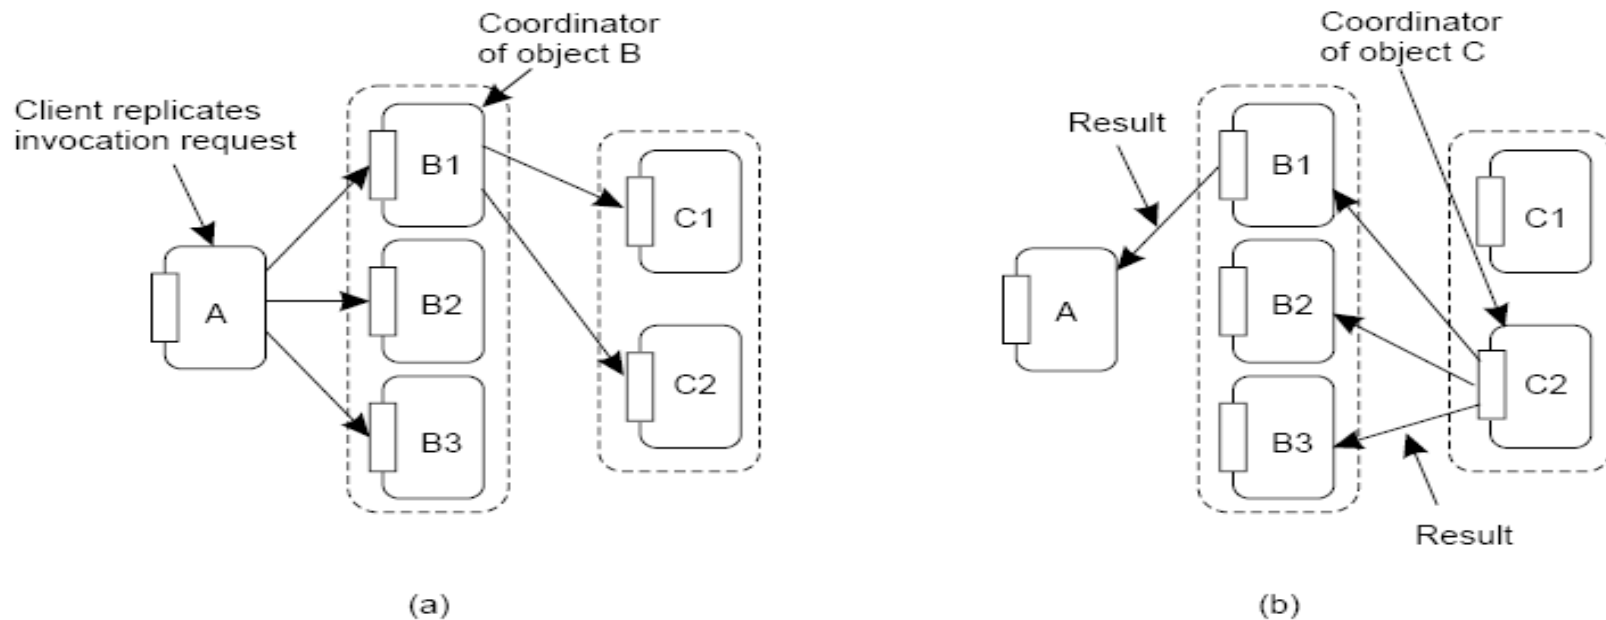 Coordinator
of object B
Client replicates
invocation request
A
B1
B2
B3
C1
C2
(a)
Coordinator
of object C
Result
A
B1
B2
B3
C1
C2
Result
(b)